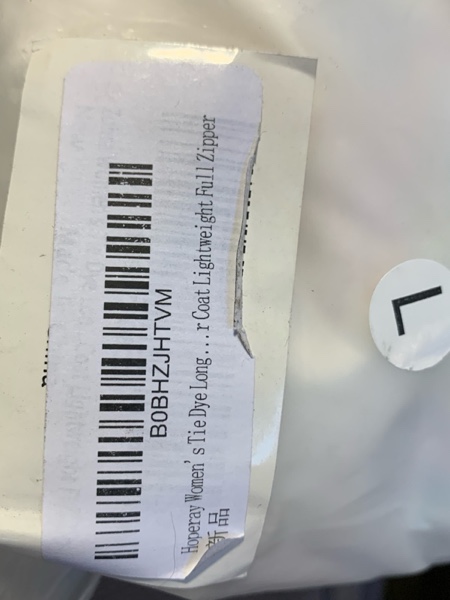 B0BHZJHTVM
Hoperay Women's Tie Dye Long...r Coat Lightweight Full Zipper
新品
L